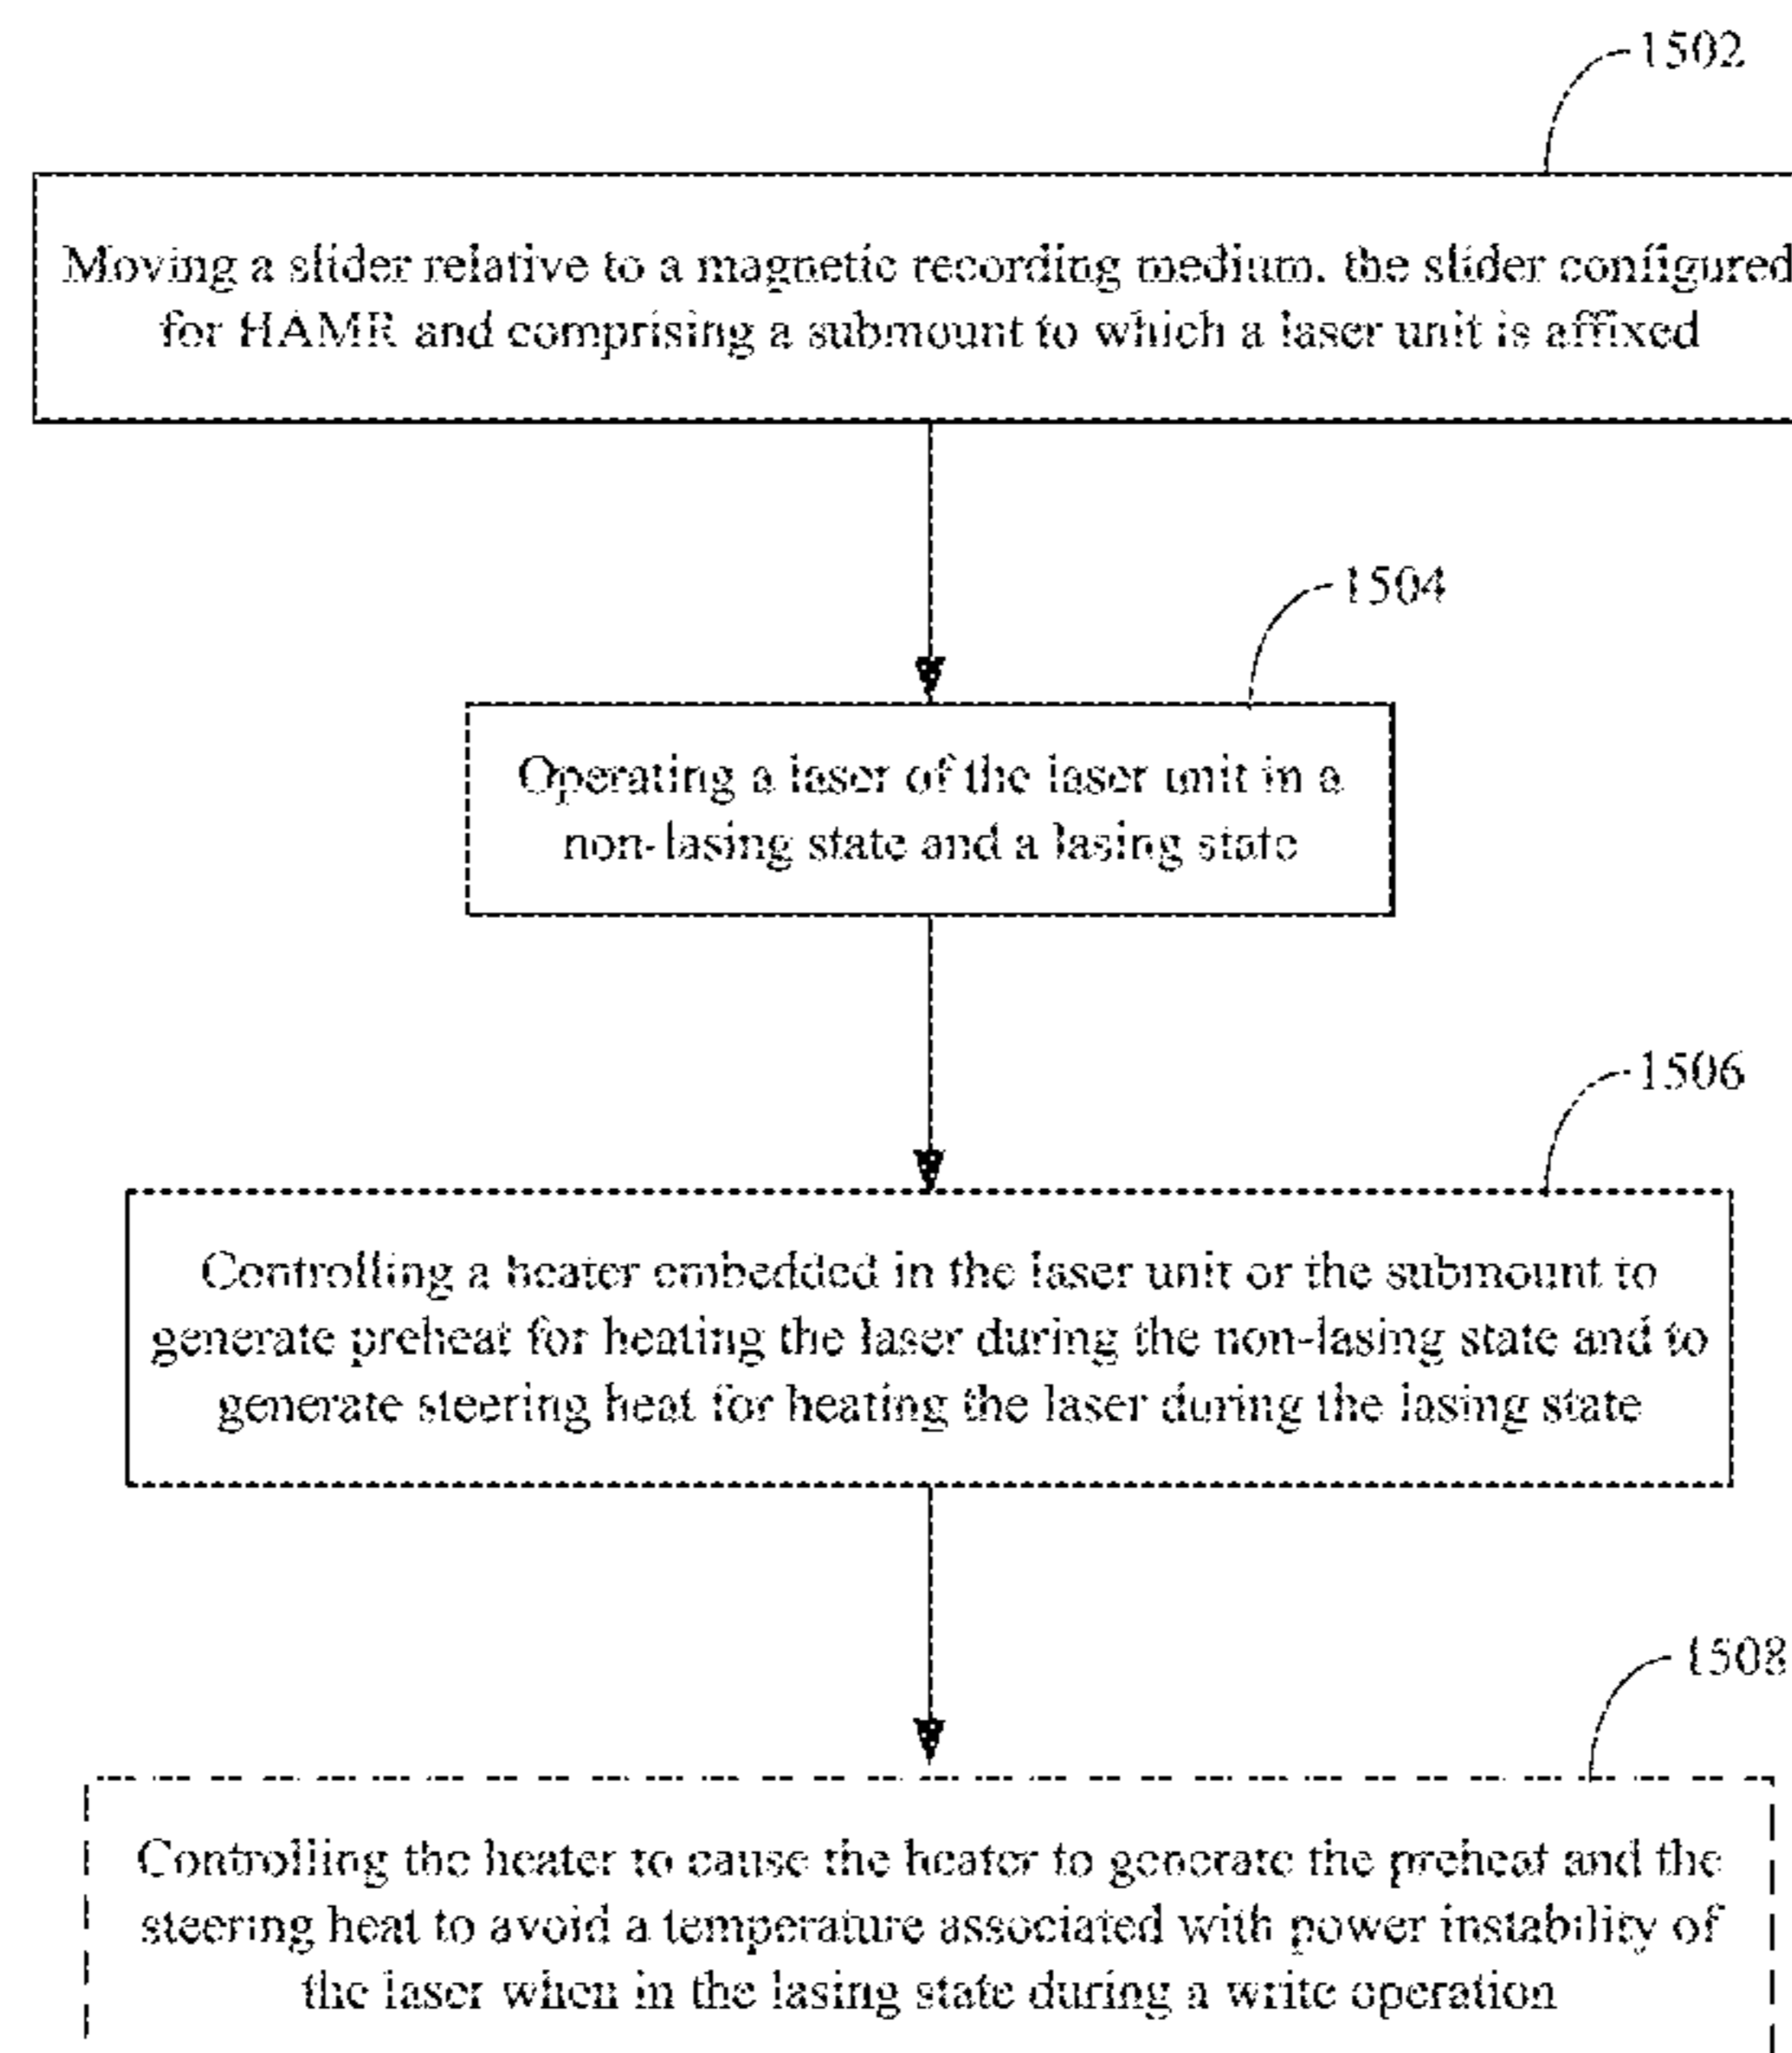 1502
Moving a slider relative to a magnetic recording medium, the slider configured
for HAMR and comprising a submount to which a laser unit is affixed
1504
Operating a laser of the laser unit in a
non-lasing state and a lasing state
1506
Controlling a heater embedded in the laser unit or the submount to
generate preheat for heating the laser during the non-lasing state and to
generate steering heat for heating the laser during the lasing state
1508
Controlling the heater to cause the heater to generate the preheat and the
steering heat to avoid a temperature associated with power instability of
the laser when in the lasing state during a write operation